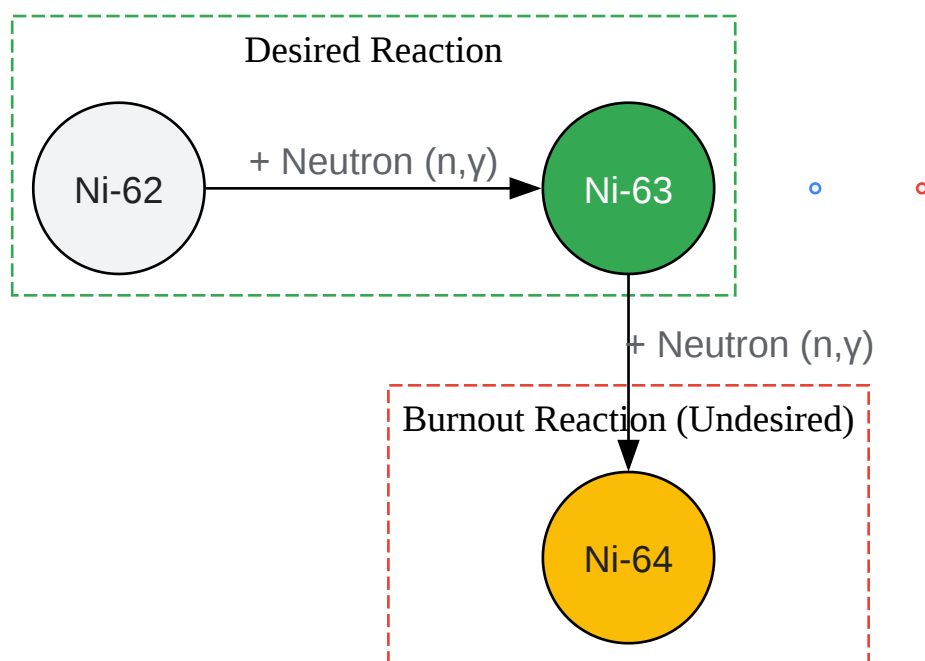 Desired Reaction
Ni-62
+ Neutron (n,γ)
Ni-63
+ Neutron (n,γ)
Burnout Reaction (Undesired)
Ni-64